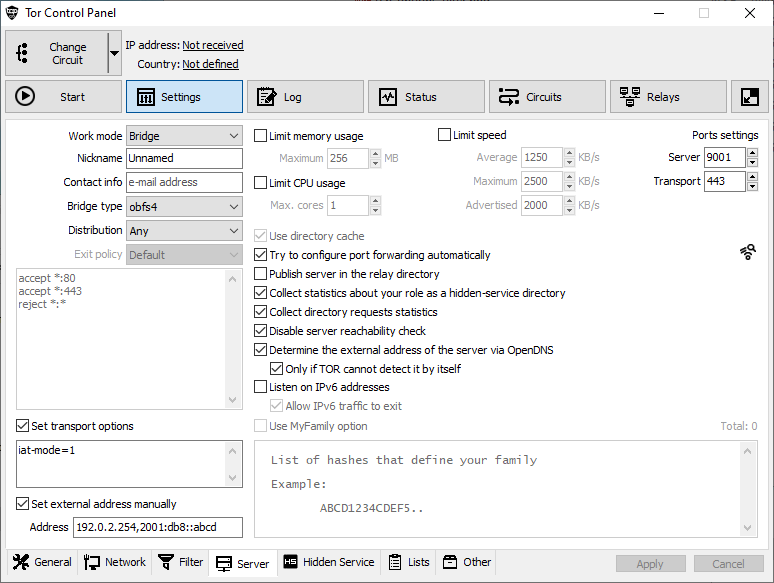 Tor Control Panel
Change Circuit
IP address: Not received
Country: Not defined
Start
Settings
Log
Status
Circuits
Relays
Work mode Bridge
Nickname Unnamed
Contact info e-mail address
Bridge type obfs4
Distribution Any
Exit policy Default
accept *:80
accept *:443
reject *:*
Set transport options
iat-mode=1
Set external address manually
Address 192.0.2.254,2001:db8::abcd
Limit memory usage
Maximum 256 MB
Limit CPU usage
Max. cores 1
Limit speed
Average 1250 KB/s
Maximum 2500 KB/s
Advertised 2000 KB/s
Ports settings
Server 9001
Transport 443
Use directory cache
Try to configure port forwarding automatically
Publish server in the relay directory
Collect statistics about your role as a hidden-service directory
Collect directory requests statistics
Disable server reachability check
Determine the external address of the server via OpenDNS
Only if TOR cannot detect it by itself
Listen on IPv6 addresses
Allow IPv6 traffic to exit
Use MyFamily option
Total: 0
List of hashes that define your family
Example:
ABCD1234CDEF5..
General
Network
Filter
Server
HS Hidden Service
Lists
Other
Apply
Cancel